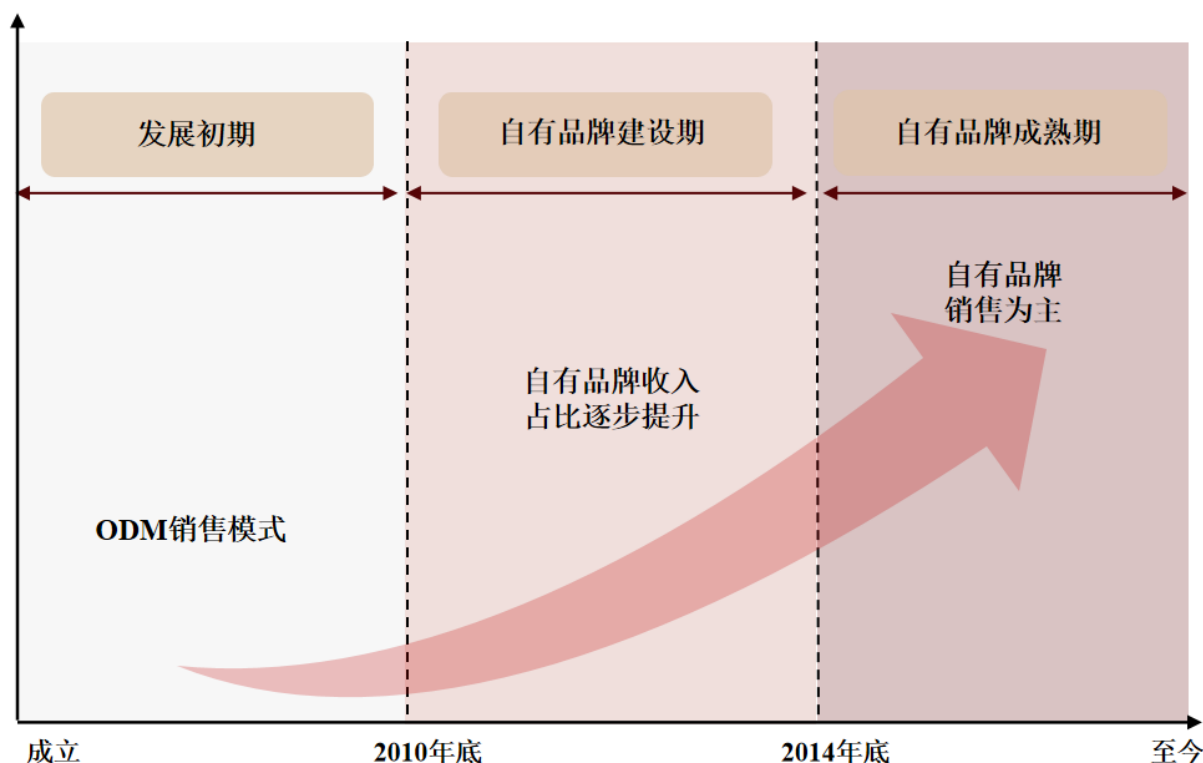 发展初期
自有品牌建设期
自有品牌成熟期
自有品牌
销售为主
自有品牌收入
占比逐步提升
ODM销售模式
成立
2010年底
2014年底
至今